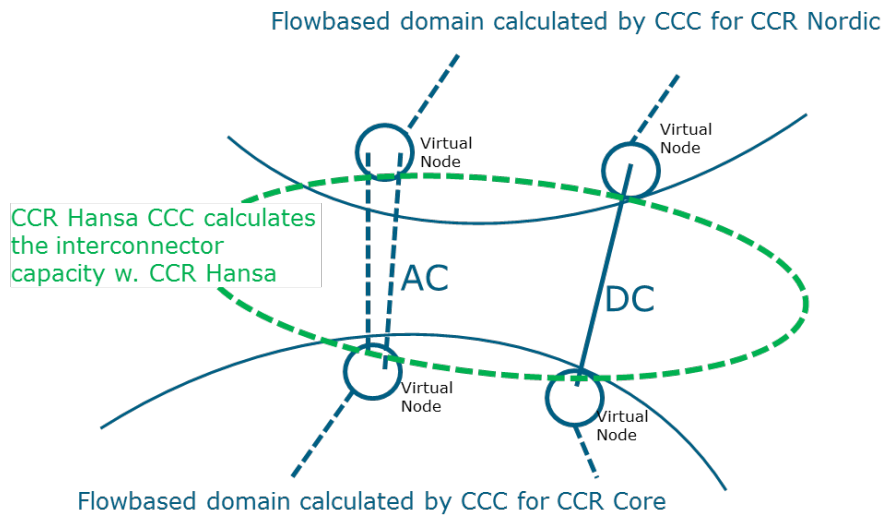 Flowbased domain calculated by CCC for CCR Nordic
Virtual
Node
Virtual
Node
CCR Hansa CCC calculates
the interconnector
capacity w. CCR Hansa
AC
DC
Virtual
Node
Virtual
Node
Flowbased domain calculated by CCC for CCR Core